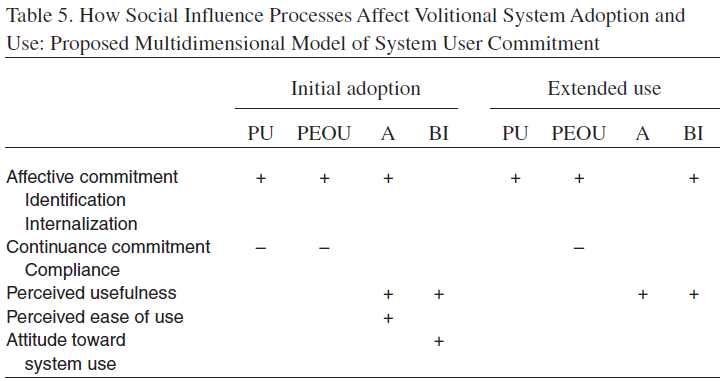 Table 5. How Social Influence Processes Affect Volitional System Adoption and
Use: Proposed Multidimensional Model of System User Commitment
Initial adoption Extended use
PU PEOU A BI PU PEOU A BI
Affective commitment + + + + + +
Identification
Internalization
Continuance commitment – – –
Compliance
Perceived usefulness + + + +
Perceived ease of use +
Attitude toward +
system use